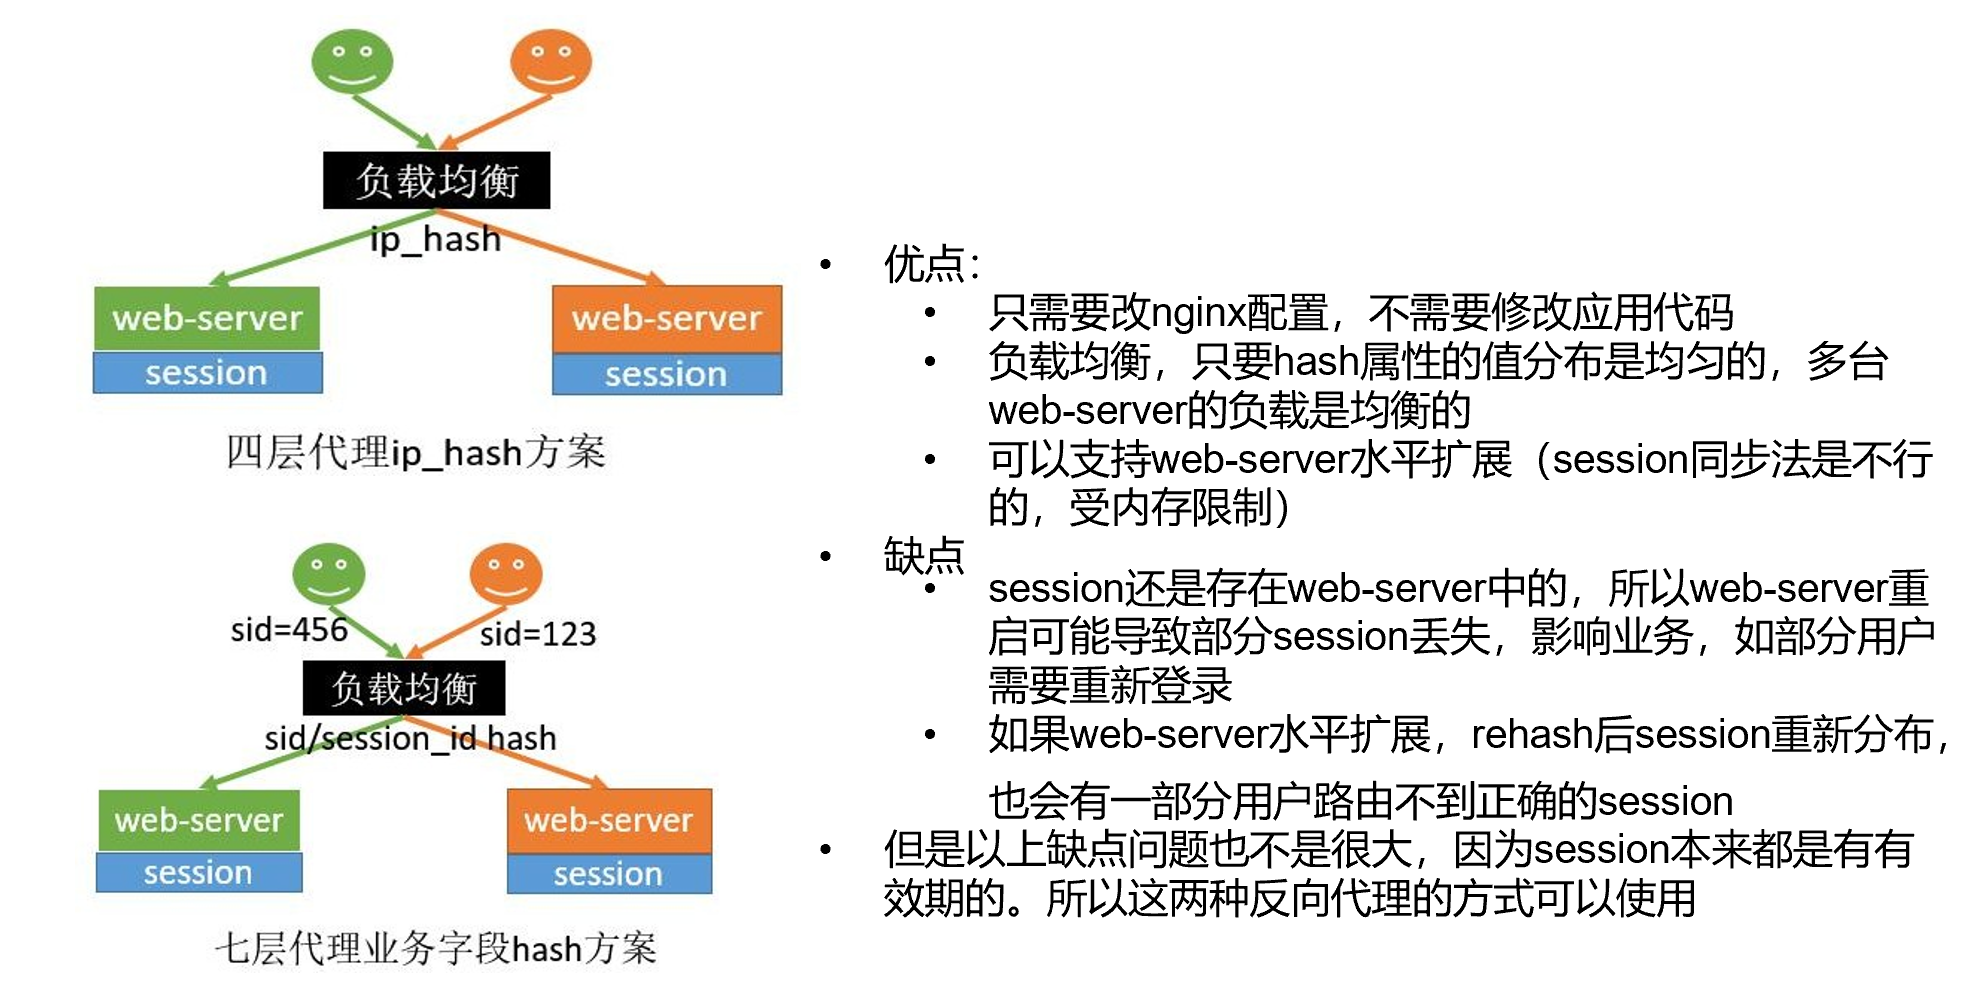 负载均衡
ip_hash
web-server
web-server
session
session
四层代理ip_hash方案
sid=456
sid=123
负载均衡
sid/session_id hash
web-server
web-server
session
session
七层代理业务字段hash方案
• 优点：
• 只需要改nginx配置，不需要修改应用代码
• 负载均衡，只要hash属性的值分布是均匀的，多台
web-server的负载是均衡的
• 可以支持web-server水平扩展（session同步法是不行
的，受内存限制）
• 缺点
• session还是存在web-server中的，所以web-server重
启可能导致部分session丢失，影响业务，如部分用户
需要重新登录
• 如果web-server水平扩展，rehash后session重新分布，
也会有一部分用户路由不到正确的session
• 但是以上缺点问题也不是很大，因为session本来都是有有
效期的。所以这两种反向代理的方式可以使用